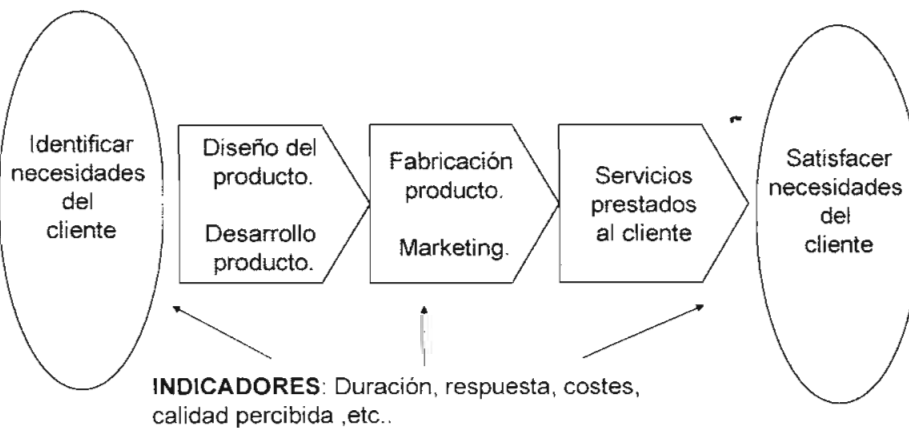 Identificar
necesidades
del
cliente
Diseño del
producto.
Desarrollo
producto.
Fabricación
producto.
Marketing.
Servicios
prestados
al cliente
Satisfacer
necesidades
del
cliente
INDICADORES: Duración, respuesta, costes,
calidad percibida ,etc..